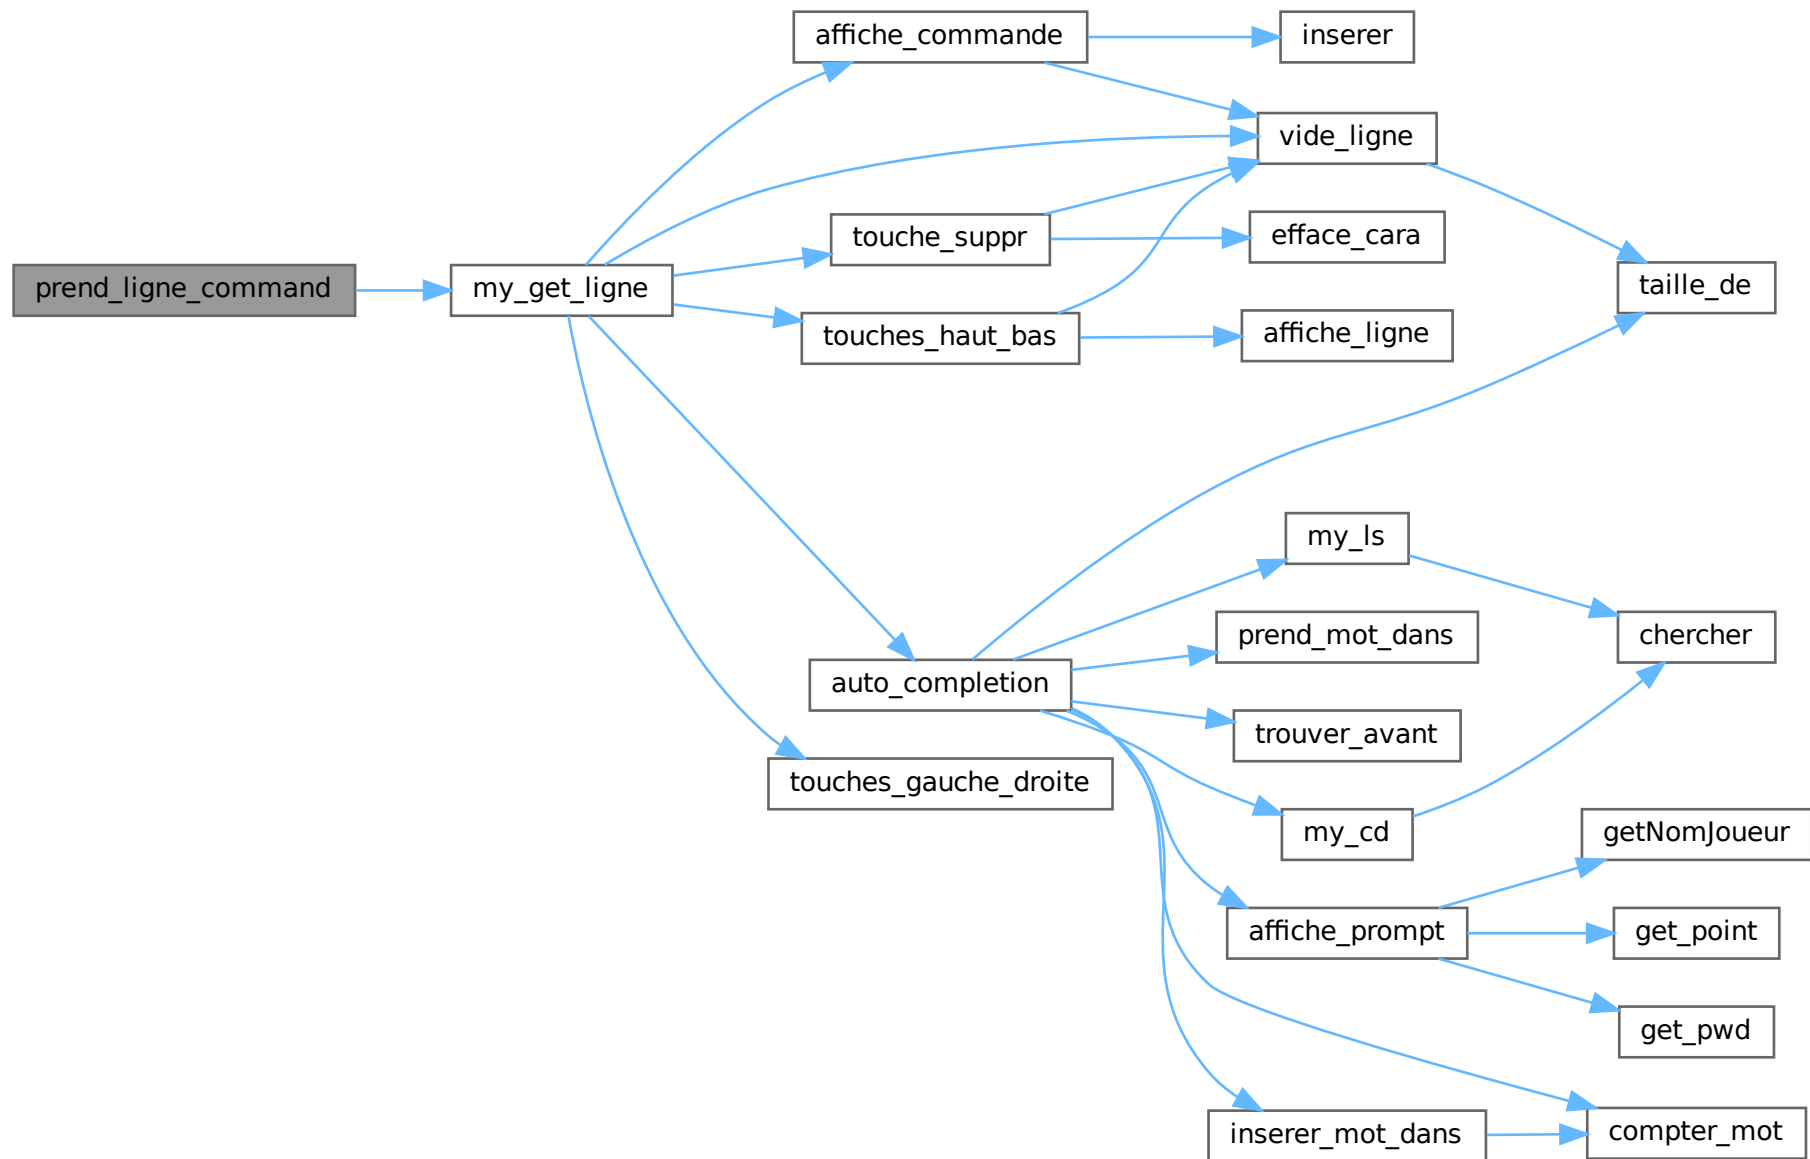 affiche_commande
inserer
vide_ligne
touche_suppr
efface_cara
prend_ligne_command
my_get_ligne
taille_de
touches_haut_bas
affiche_ligne
my_ls
prend_mot_dans
chercher
auto_completion
trouver_avant
touches_gauche_droite
my_cd
getNomJoueur
affiche_prompt
get_point
get_pwd
inserer_mot_dans
compter_mot